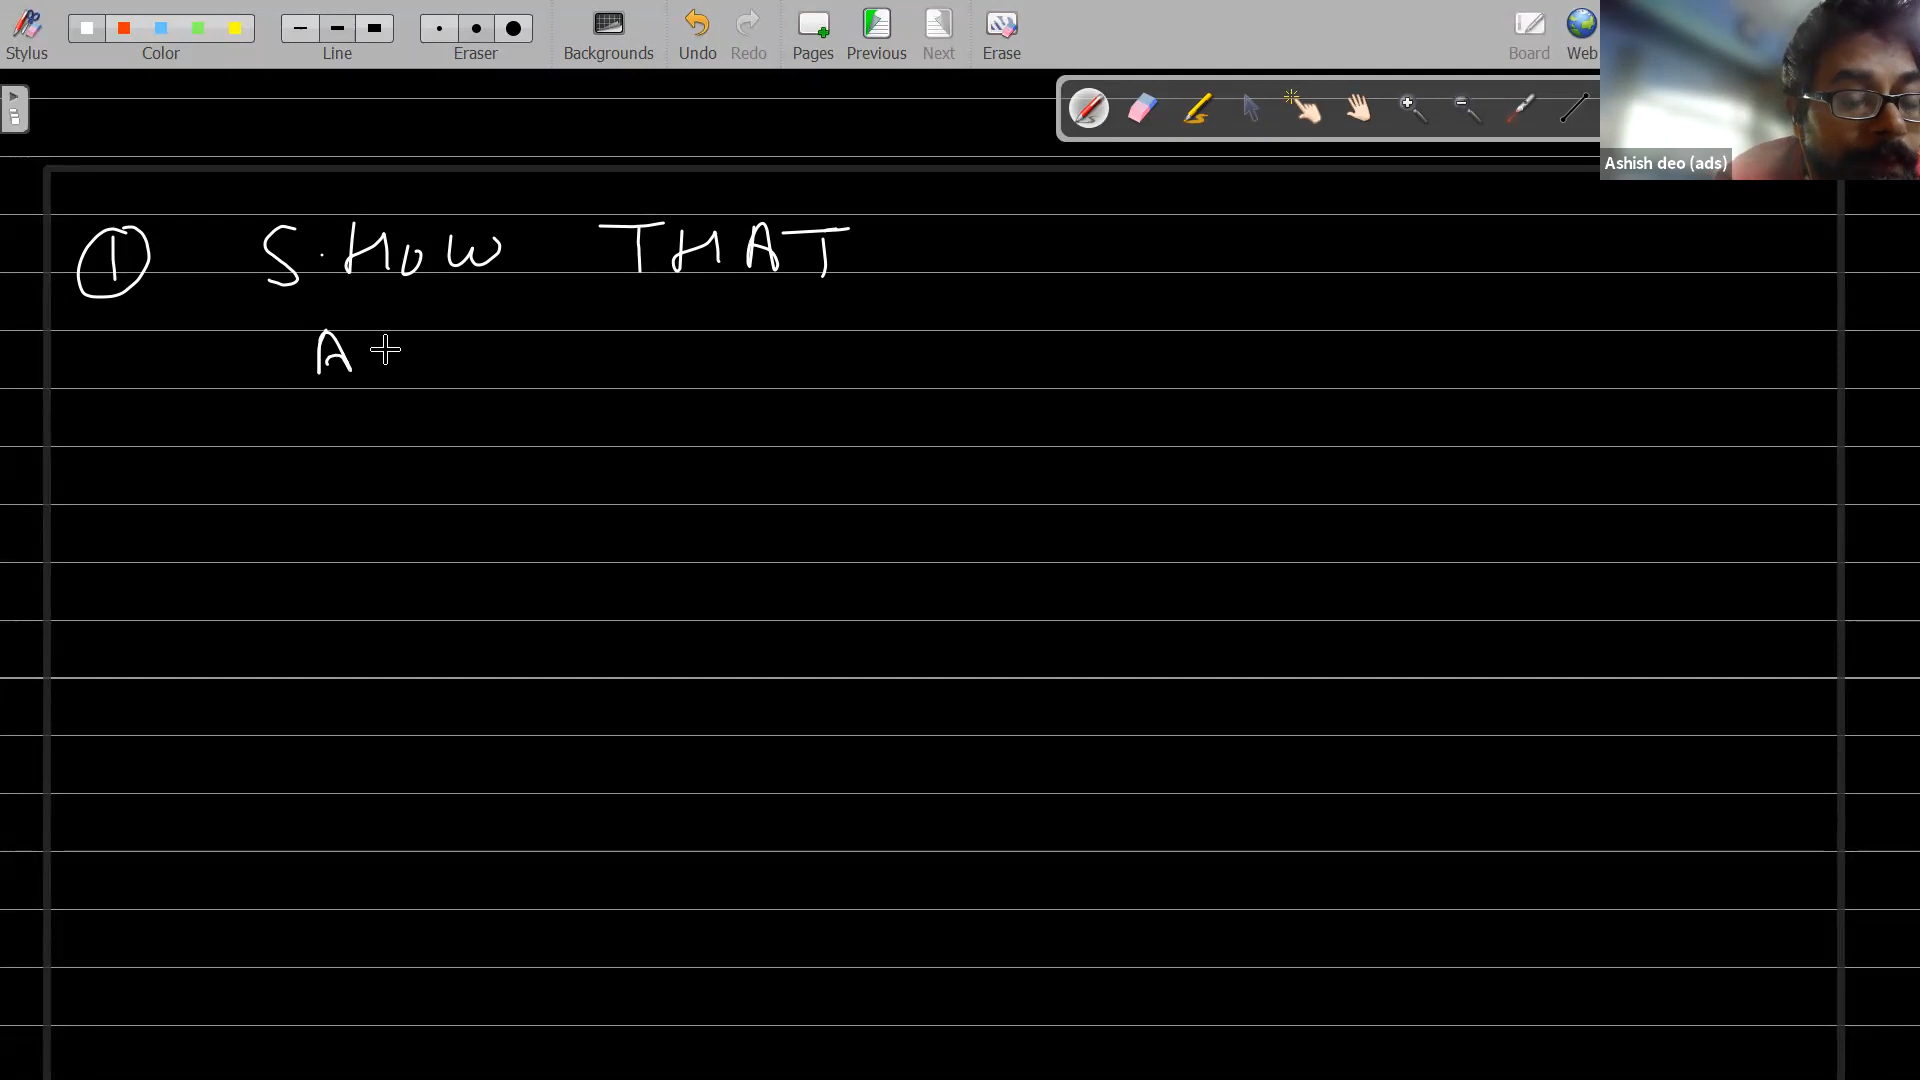 Stylus Color Line Eraser Backgrounds Undo Redo Pages Previous Next Erase Board Web
Ashish deo (ads)
① S.HOW THAT
A